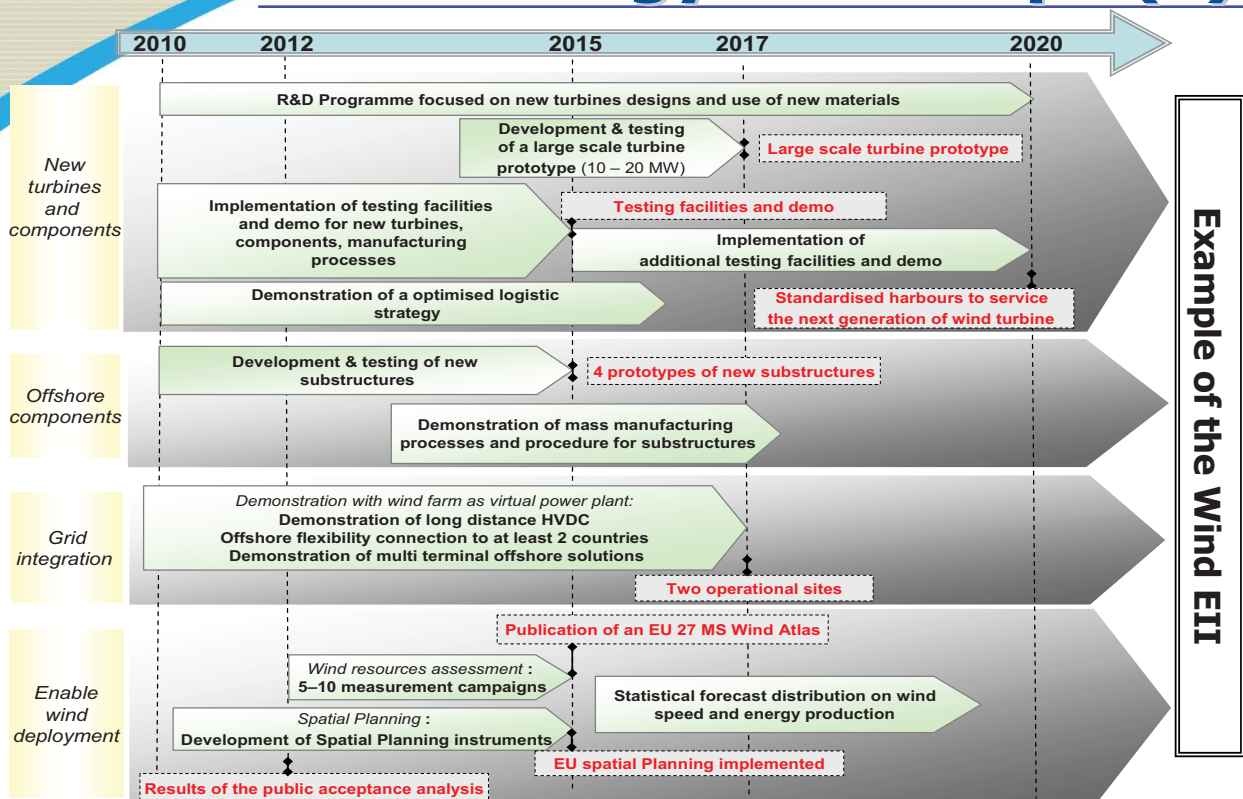 2010 2012 2015 2017 2020
New
turbines
and
components
R&D Programme focused on new turbines designs and use of new materials
Development & testing
of a large scale turbine
prototype (10 – 20 MW)
Large scale turbine prototype
Implementation of testing facilities
and demo for new turbines,
components, manufacturing
processes
Testing facilities and demo
Implementation of
additional testing facilities and demo
Demonstration of a optimised logistic
strategy
Standardised harbours to service
the next generation of wind turbine
Offshore
components
Development & testing of new
substructures
4 prototypes of new substructures
Demonstration of mass manufacturing
processes and procedure for substructures
Grid
integration
Demonstration with wind farm as virtual power plant:
Demonstration of long distance HVDC
Offshore flexibility connection to at least 2 countries
Demonstration of multi terminal offshore solutions
Two operational sites
Enable
wind
deployment
Publication of an EU 27 MS Wind Atlas
Wind resources assessment :
5–10 measurement campaigns
Statistical forecast distribution on wind
speed and energy production
Spatial Planning :
Development of Spatial Planning instruments
EU spatial Planning implemented
Results of the public acceptance analysis
Example of the Wind EII